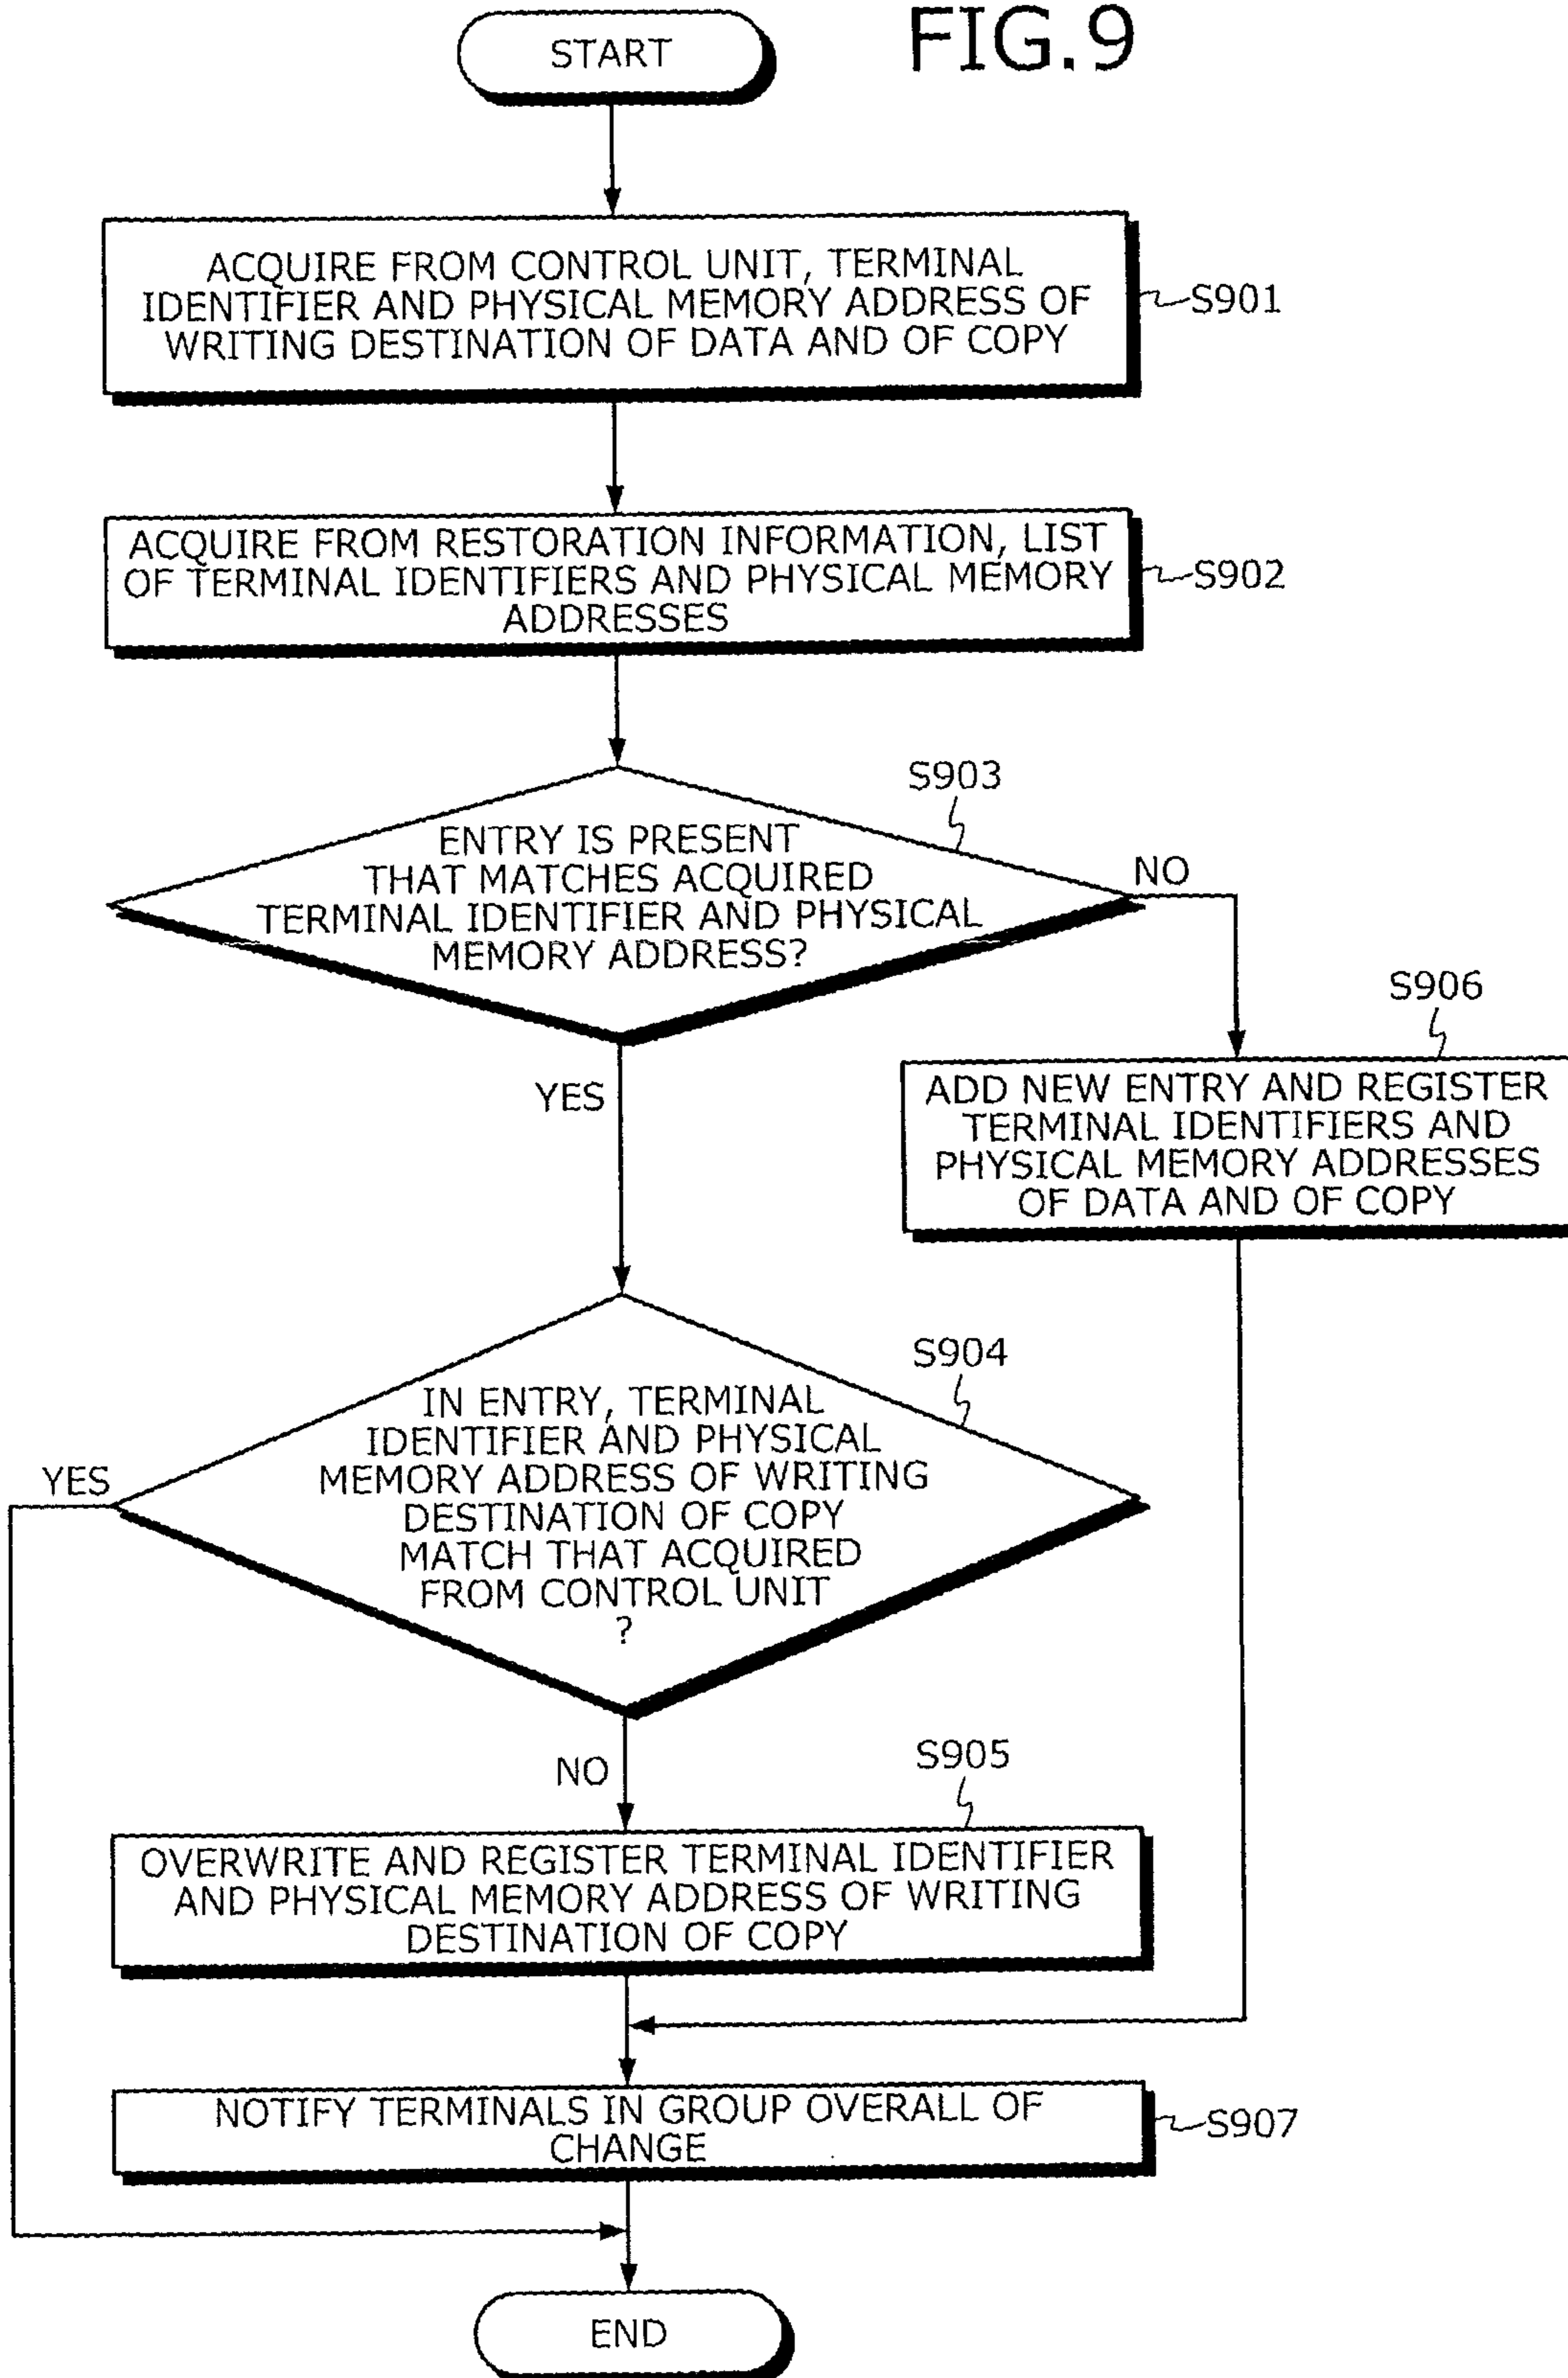 FIG.9
START
ACQUIRE FROM CONTROL UNIT, TERMINAL
IDENTIFIER AND PHYSICAL MEMORY ADDRESS OF
WRITING DESTINATION OF DATA AND OF COPY
S901
ACQUIRE FROM RESTORATION INFORMATION, LIST
OF TERMINAL IDENTIFIERS AND PHYSICAL MEMORY
ADDRESSES
S902
S903
ENTRY IS PRESENT
THAT MATCHES ACQUIRED
TERMINAL IDENTIFIER AND PHYSICAL
MEMORY ADDRESS?
NO
YES
S906
ADD NEW ENTRY AND REGISTER
TERMINAL IDENTIFIERS AND
PHYSICAL MEMORY ADDRESSES
OF DATA AND OF COPY
S904
IN ENTRY, TERMINAL
IDENTIFIER AND PHYSICAL
MEMORY ADDRESS OF WRITING
DESTINATION OF COPY
MATCH THAT ACQUIRED
FROM CONTROL UNIT
?
YES
NO
S905
OVERWRITE AND REGISTER TERMINAL IDENTIFIER
AND PHYSICAL MEMORY ADDRESS OF WRITING
DESTINATION OF COPY
NOTIFY TERMINALS IN GROUP OVERALL OF
CHANGE
S907
END